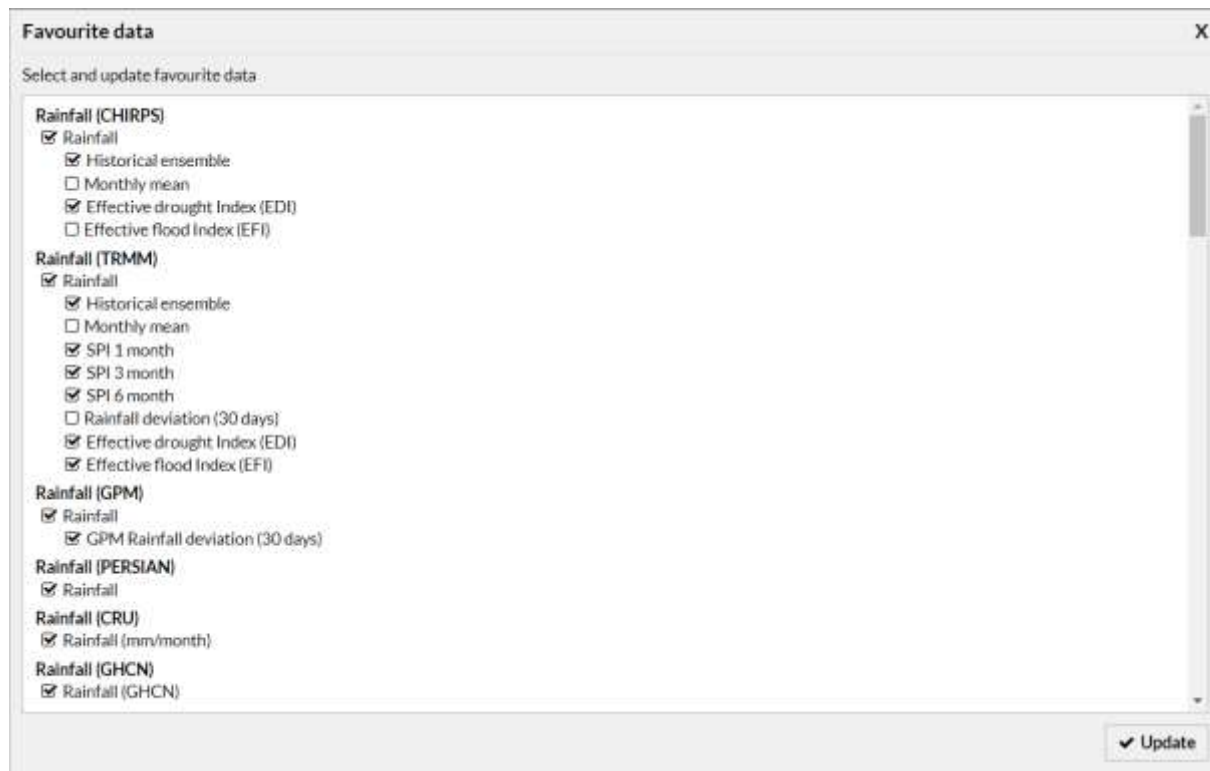 Favourite data
X
Select and update favourite data
Rainfall (CHIRPS)
Rainfall
Historical ensemble
Monthly mean
Effective drought Index (EDI)
Effective flood Index (EFI)
Rainfall (TRMM)
Rainfall
Historical ensemble
Monthly mean
SPI 1 month
SPI 3 month
SPI 6 month
Rainfall deviation (30 days)
Effective drought Index (EDI)
Effective flood Index (EFI)
Rainfall (GPM)
Rainfall
GPM Rainfall deviation (30 days)
Rainfall (PERSIAN)
Rainfall
Rainfall (CRU)
Rainfall (mm/month)
Rainfall (GHCN)
Rainfall (GHCN)
Update